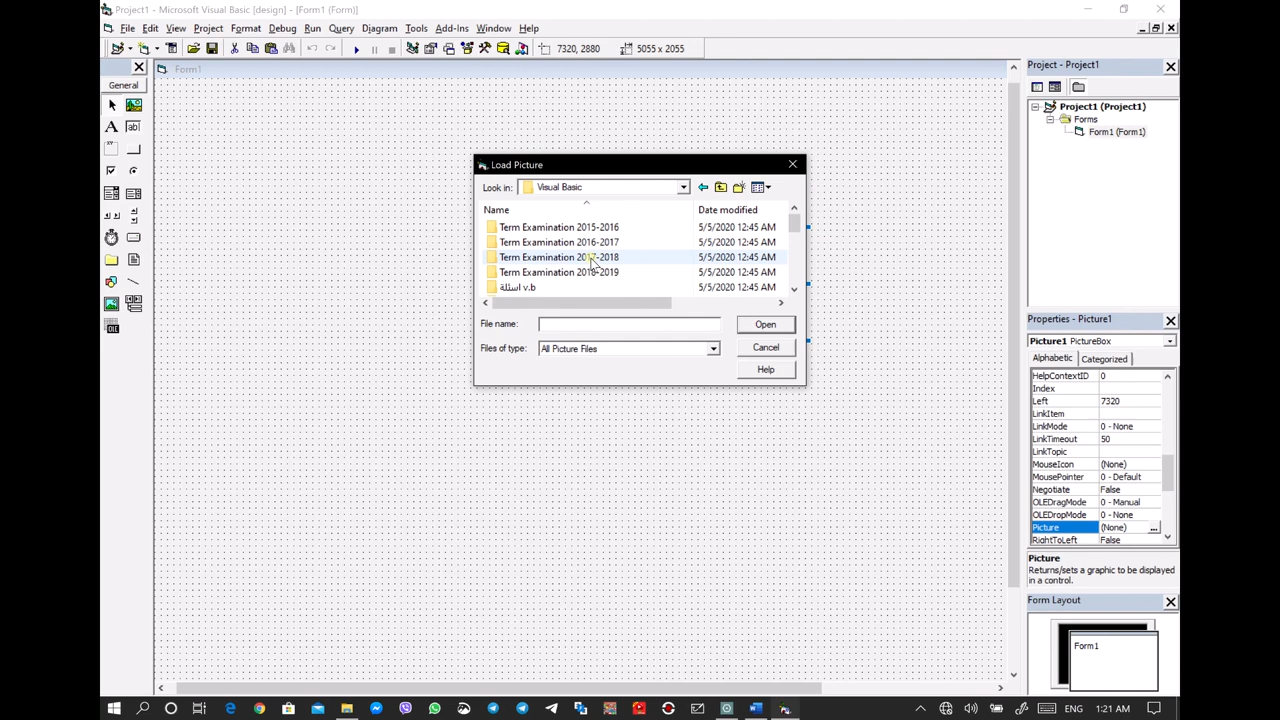 Project1 - Microsoft Visual Basic [design] - [Form1 (Form)]
File Edit View Project Format Debug Run Query Diagram Tools Add-Ins Window Help
7320, 2880 5055 x 2055
General
A ab
XY
OLE
Form1
Load Picture
Look in: Visual Basic
Name Date modified
Term Examination 2015-2016 5/5/2020 12:45 AM
Term Examination 2016-2017 5/5/2020 12:45 AM
Term Examination 2017-2018 5/5/2020 12:45 AM
Term Examination 2018-2019 5/5/2020 12:45 AM
اسئلة v.b 5/5/2020 12:45 AM
File name: Open
Files of type: All Picture Files Cancel
Help
Project - Project1
Project1 (Project1)
Forms
Form1 (Form1)
Properties - Picture1
Picture1 PictureBox
Alphabetic Categorized
HelpContextID 0
Index
Left 7320
LinkItem
LinkMode 0 - None
LinkTimeout 50
LinkTopic
MouseIcon (None)
MousePointer 0 - Default
Negotiate False
OLEDragMode 0 - Manual
OLEDropMode 0 - None
Picture (None) ...
RightToLeft False
Picture
Returns/sets a graphic to be displayed
in a control.
Form Layout
Form1
1:21 AM